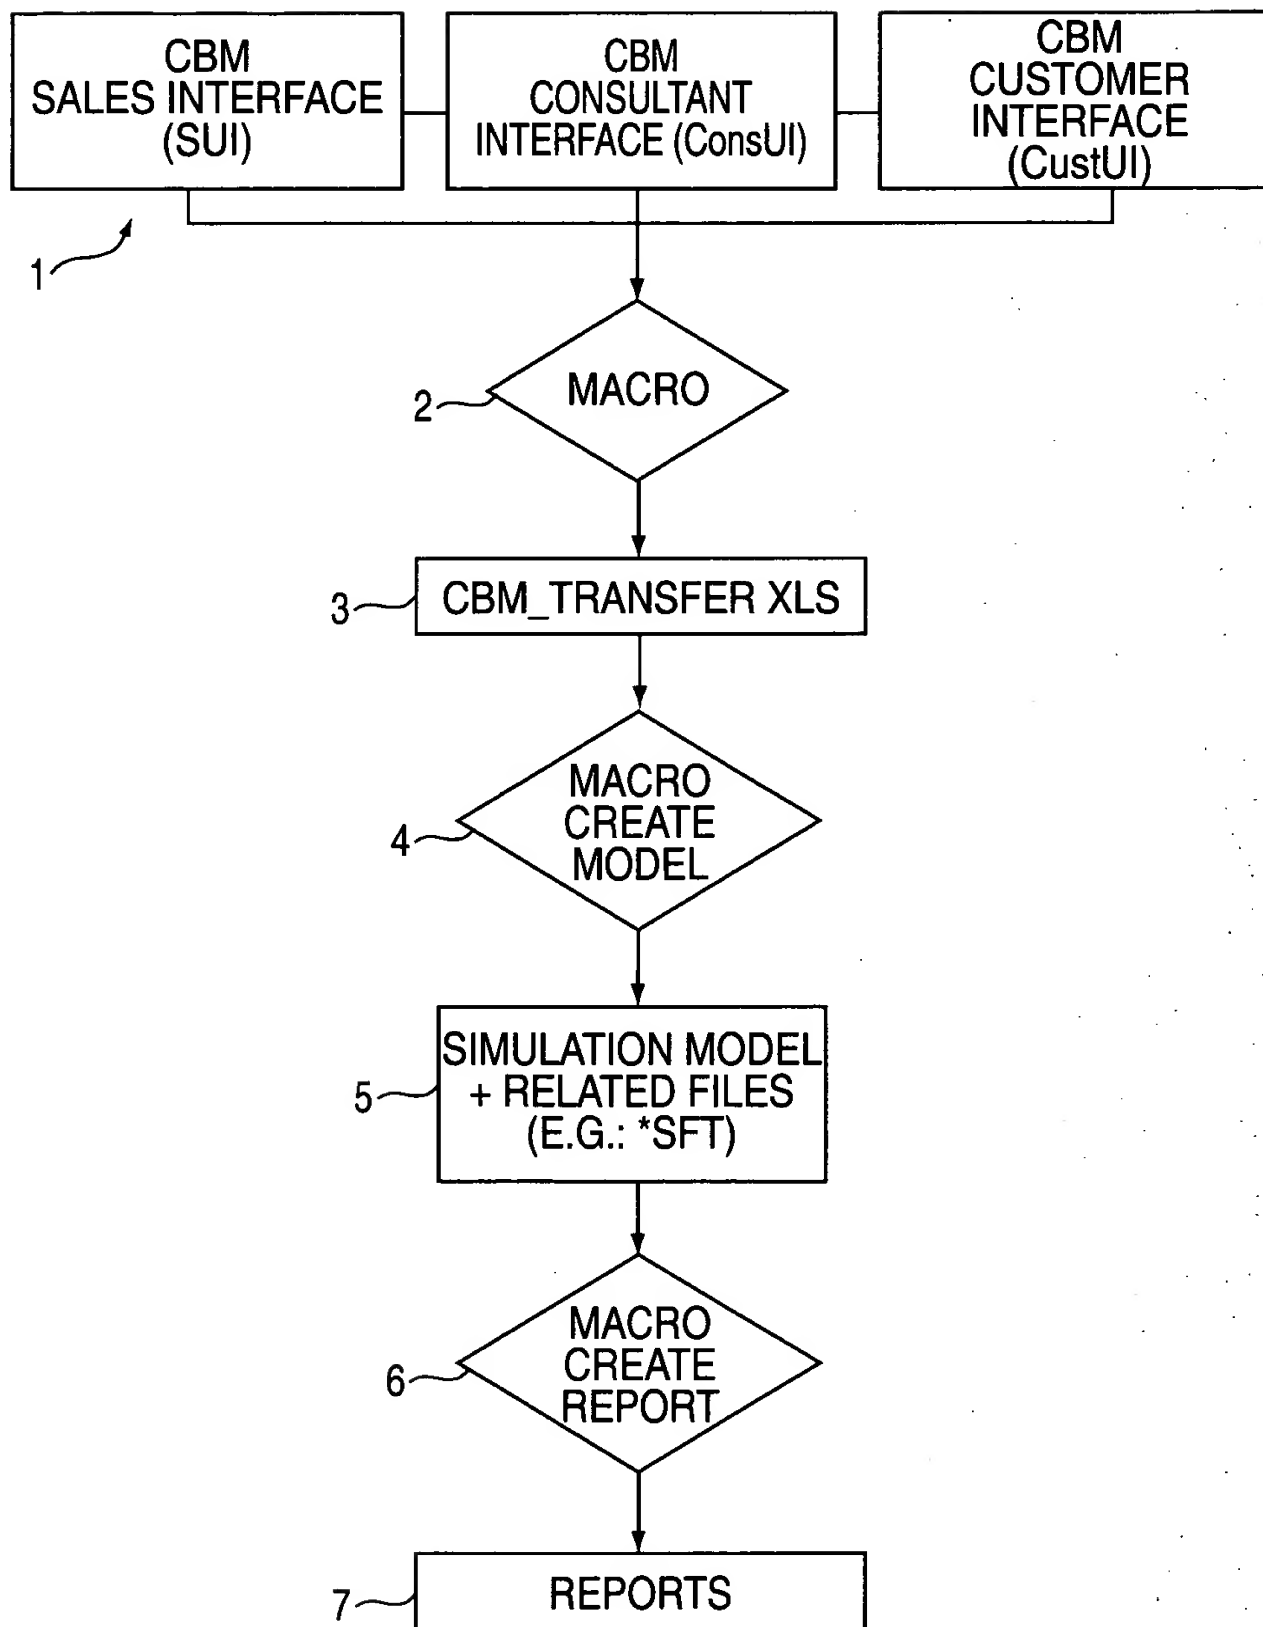 CBM
SALES INTERFACE
(SUI)
CBM
CONSULTANT
INTERFACE (ConsUI)
CBM
CUSTOMER
INTERFACE
(CustUI)
1
MACRO
2
CBM_TRANSFER XLS
3
MACRO
CREATE
MODEL
4
SIMULATION MODEL
+ RELATED FILES
(E.G.: *SFT)
5
MACRO
CREATE
REPORT
6
REPORTS
7